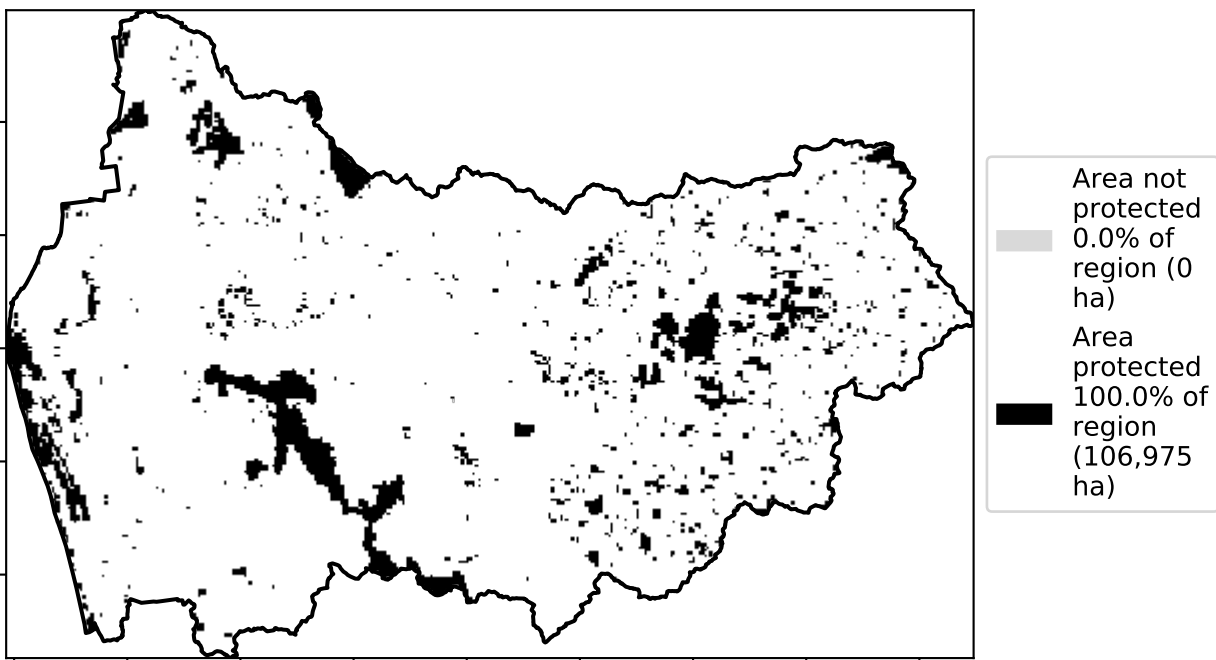 Area not
protected
0.0% of
region (0
ha)
Area
protected
100.0% of
region
(106,975
ha)